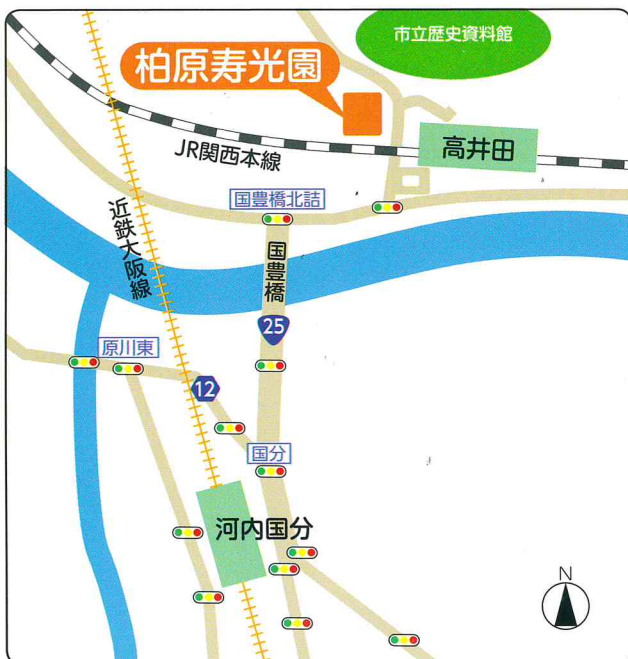 市立歴史資料館
柏原寿光園
高井田
JR関西本線
国豊橋北詰
近鉄大阪線
国豊橋
25
原川東
12
国分
河内国分
N